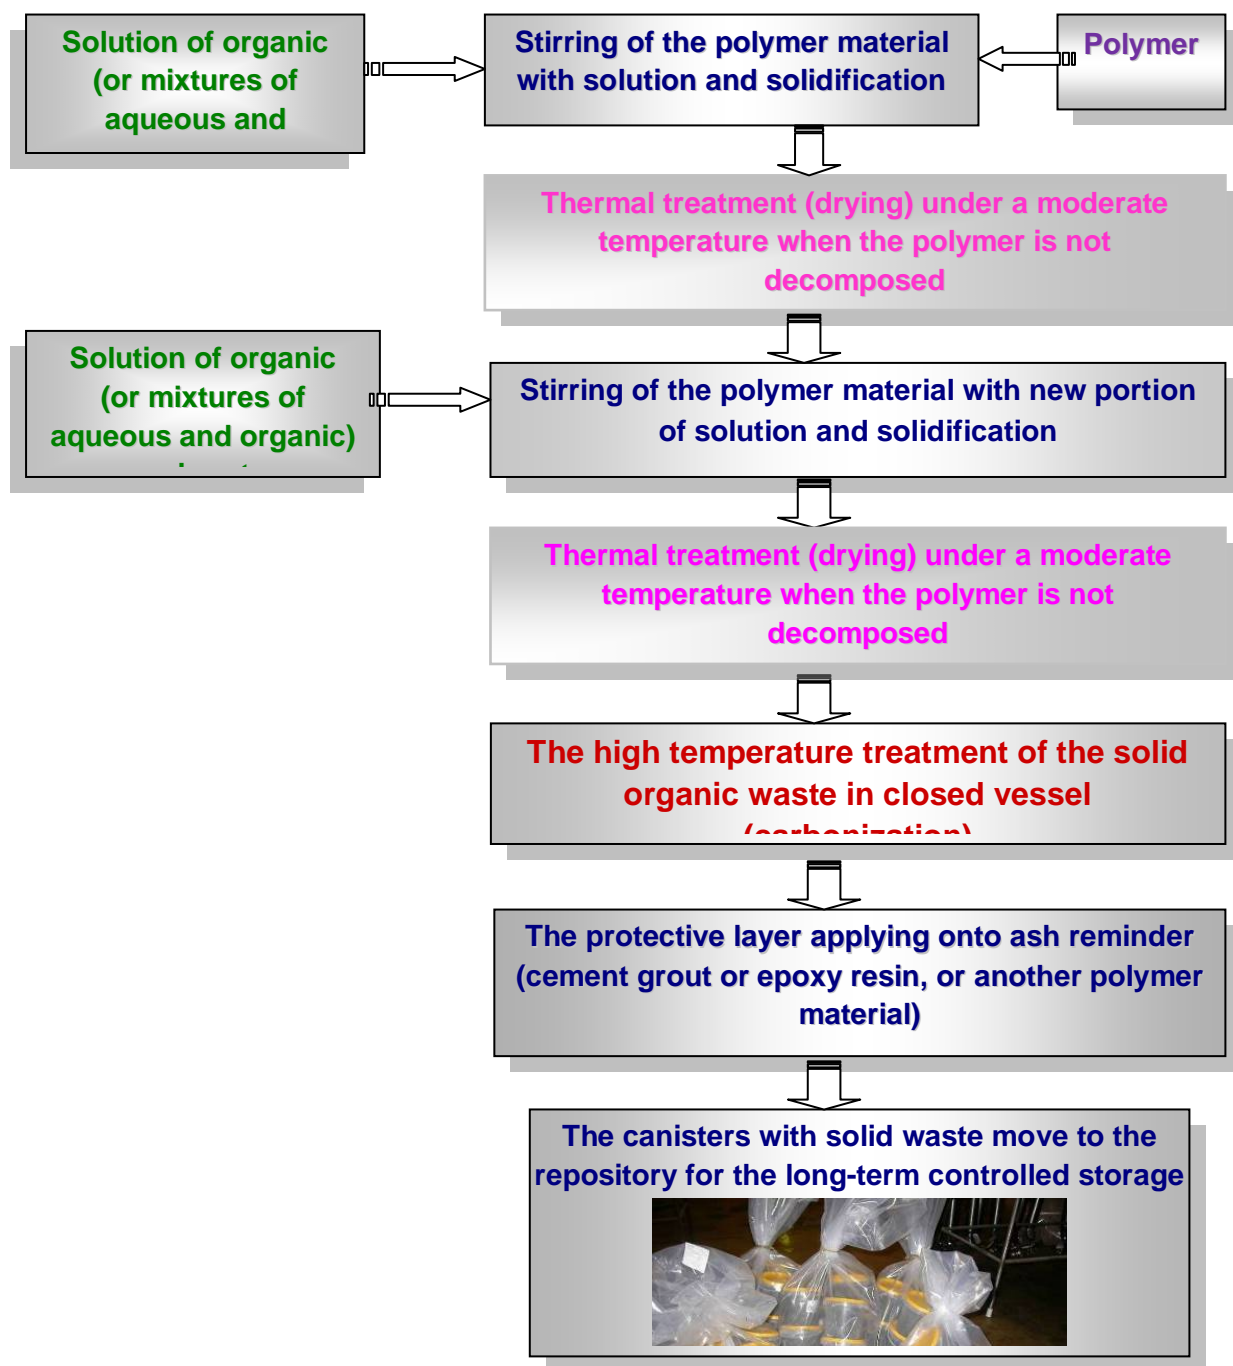 Solution of organic
(or mixtures of
aqueous and
Stirring of the polymer material
with solution and solidification
Polymer
Thermal treatment (drying) under a moderate
temperature when the polymer is not
decomposed
Solution of organic
(or mixtures of
aqueous and organic)
Stirring of the polymer material with new portion
of solution and solidification
Thermal treatment (drying) under a moderate
temperature when the polymer is not
decomposed
The high temperature treatment of the solid
organic waste in closed vessel
(carbonization)
The protective layer applying onto ash reminder
(cement grout or epoxy resin, or another polymer
material)
The canisters with solid waste move to the
repository for the long-term controlled storage